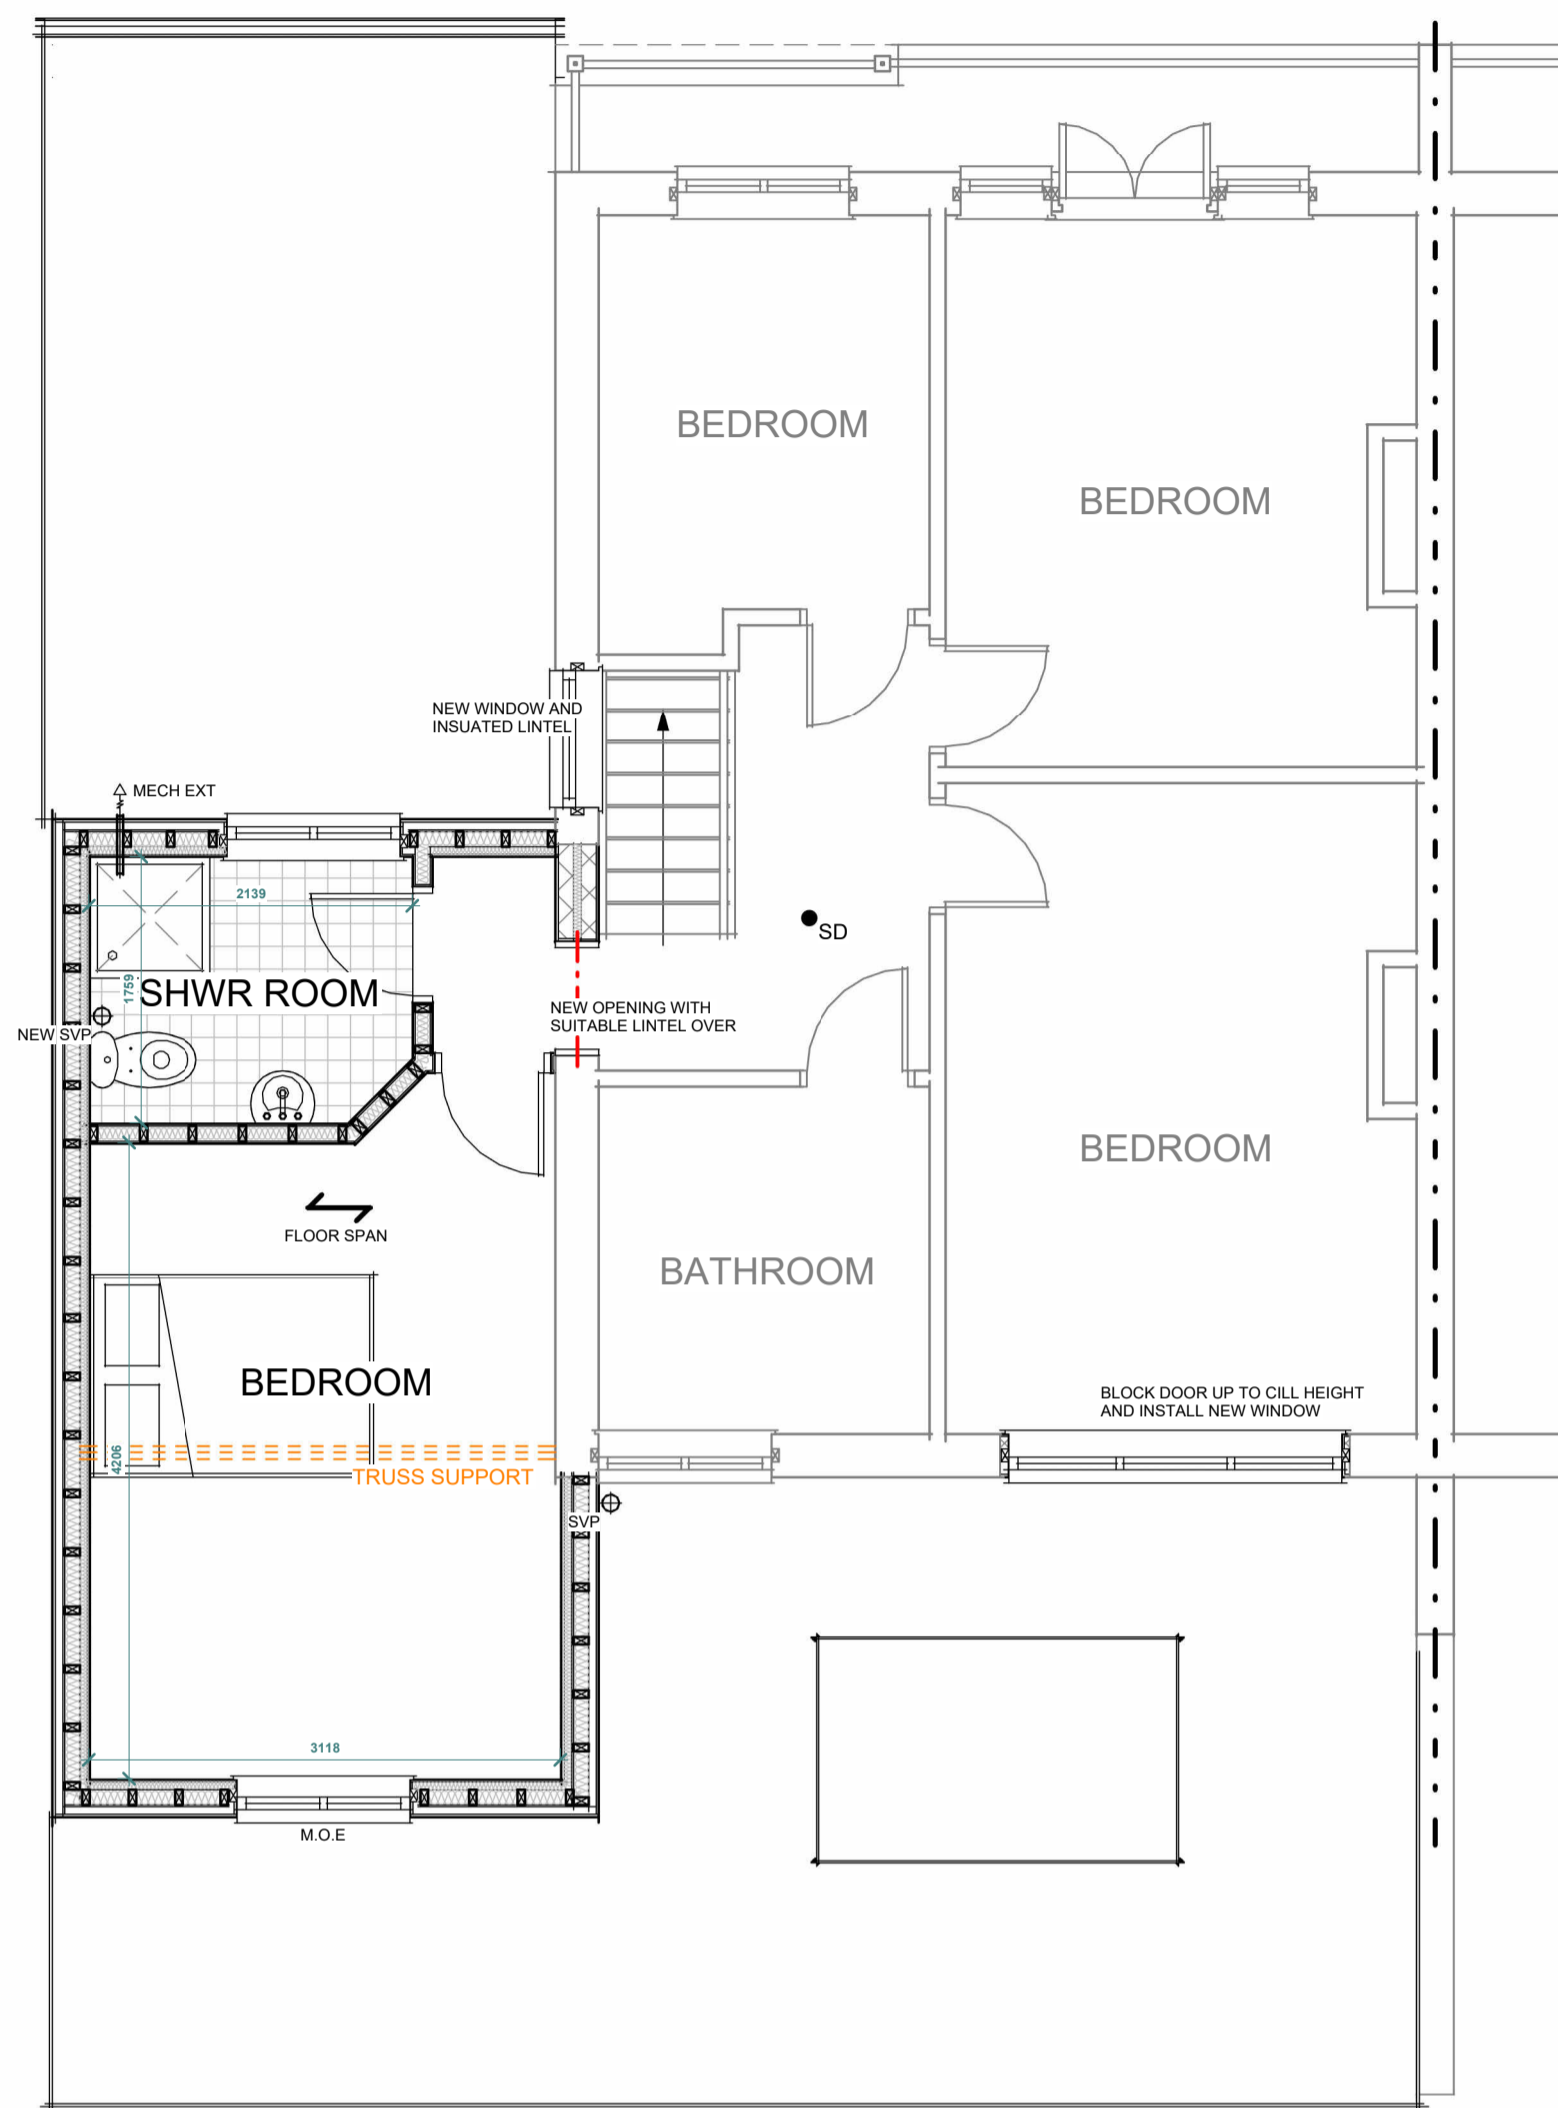 BEDROOM
BEDROOM
NEW WINDOW AND
INSUATED LINTEL
MECH EXT
2139
SD
1759
SHWR ROOM
NEW OPENING WITH
SUITABLE LINTEL OVER
NEW SVP
BEDROOM
FLOOR SPAN
BATHROOM
BEDROOM
BLOCK DOOR UP TO CILL HEIGHT
AND INSTALL NEW WINDOW
4206
TRUSS SUPPORT
SVP
3118
M.O.E